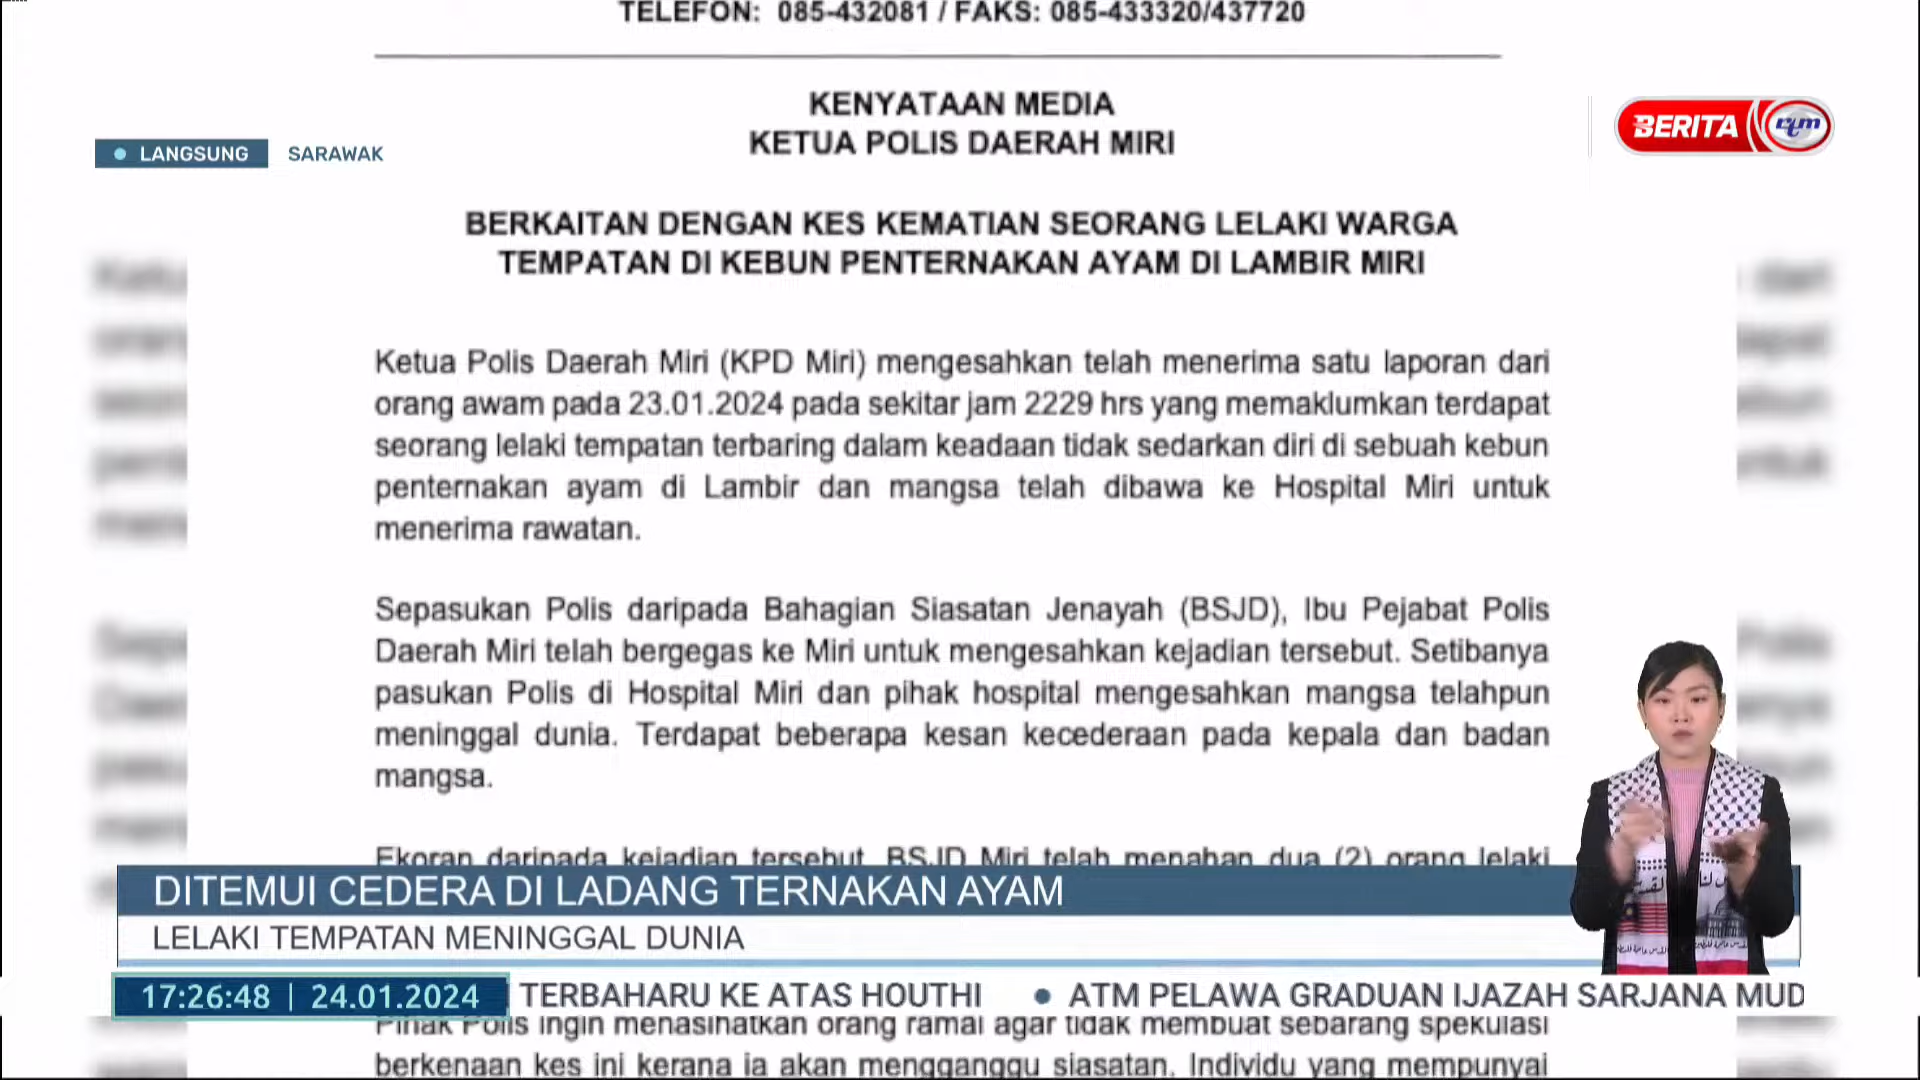 TELEFON: 085-432081 / FAKS: 085-433320/437720
KENYATAAN MEDIA
KETUA POLIS DAERAH MIRI
BERITA rtm
LANGSUNG SARAWAK
BERKAITAN DENGAN KES KEMATIAN SEORANG LELAKI WARGA
TEMPATAN DI KEBUN PENTERNAKAN AYAM DI LAMBIR MIRI
Ketua Polis Daerah Miri (KPD Miri) mengesahkan telah menerima satu laporan dari
orang awam pada 23.01.2024 pada sekitar jam 2229 hrs yang memaklumkan terdapat
seorang lelaki tempatan terbaring dalam keadaan tidak sedarkan diri di sebuah kebun
penternakan ayam di Lambir dan mangsa telah dibawa ke Hospital Miri untuk
menerima rawatan.
Sepasukan Polis daripada Bahagian Siasatan Jenayah (BSJD), Ibu Pejabat Polis
Daerah Miri telah bergegas ke Miri untuk mengesahkan kejadian tersebut. Setibanya
pasukan Polis di Hospital Miri dan pihak hospital mengesahkan mangsa telahpun
meninggal dunia. Terdapat beberapa kesan kecederaan pada kepala dan badan
mangsa.
Ekoran daripada kejadian tersebut, BSJD Miri telah menahan dua (2) orang lelaki
DITEMUI CEDERA DI LADANG TERNAKAN AYAM
LELAKI TEMPATAN MENINGGAL DUNIA
17:26:48 | 24.01.2024 TERBAHARU KE ATAS HOUTHI • ATM PELAWA GRADUAN IJAZAH SARJANA MUD
Pihak Polis ingin menasihatkan orang ramai agar tidak membuat sebarang spekulasi
berkenaan kes ini kerana ia akan mengganggu siasatan. Individu yang mempunyai